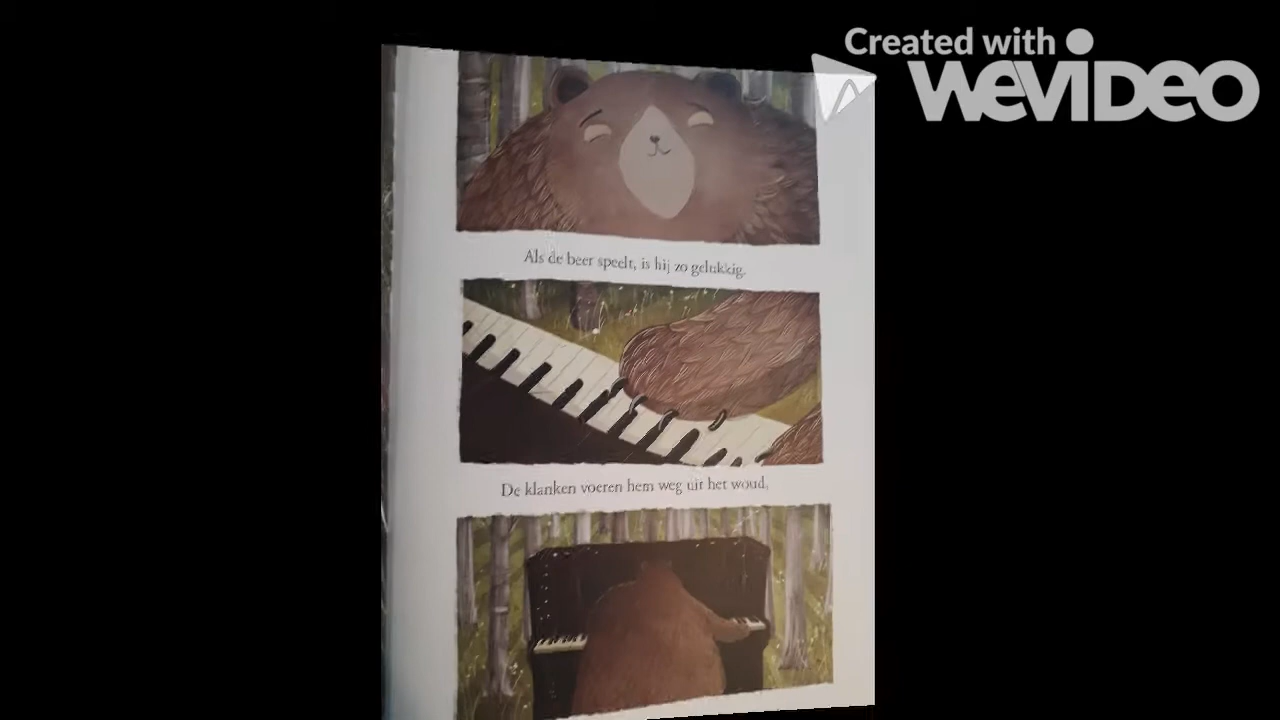 Created with
WEVIDEO
Als de beer speelt, is hij zo gelukkig.
De klanken voeren hem weg uit het woud,